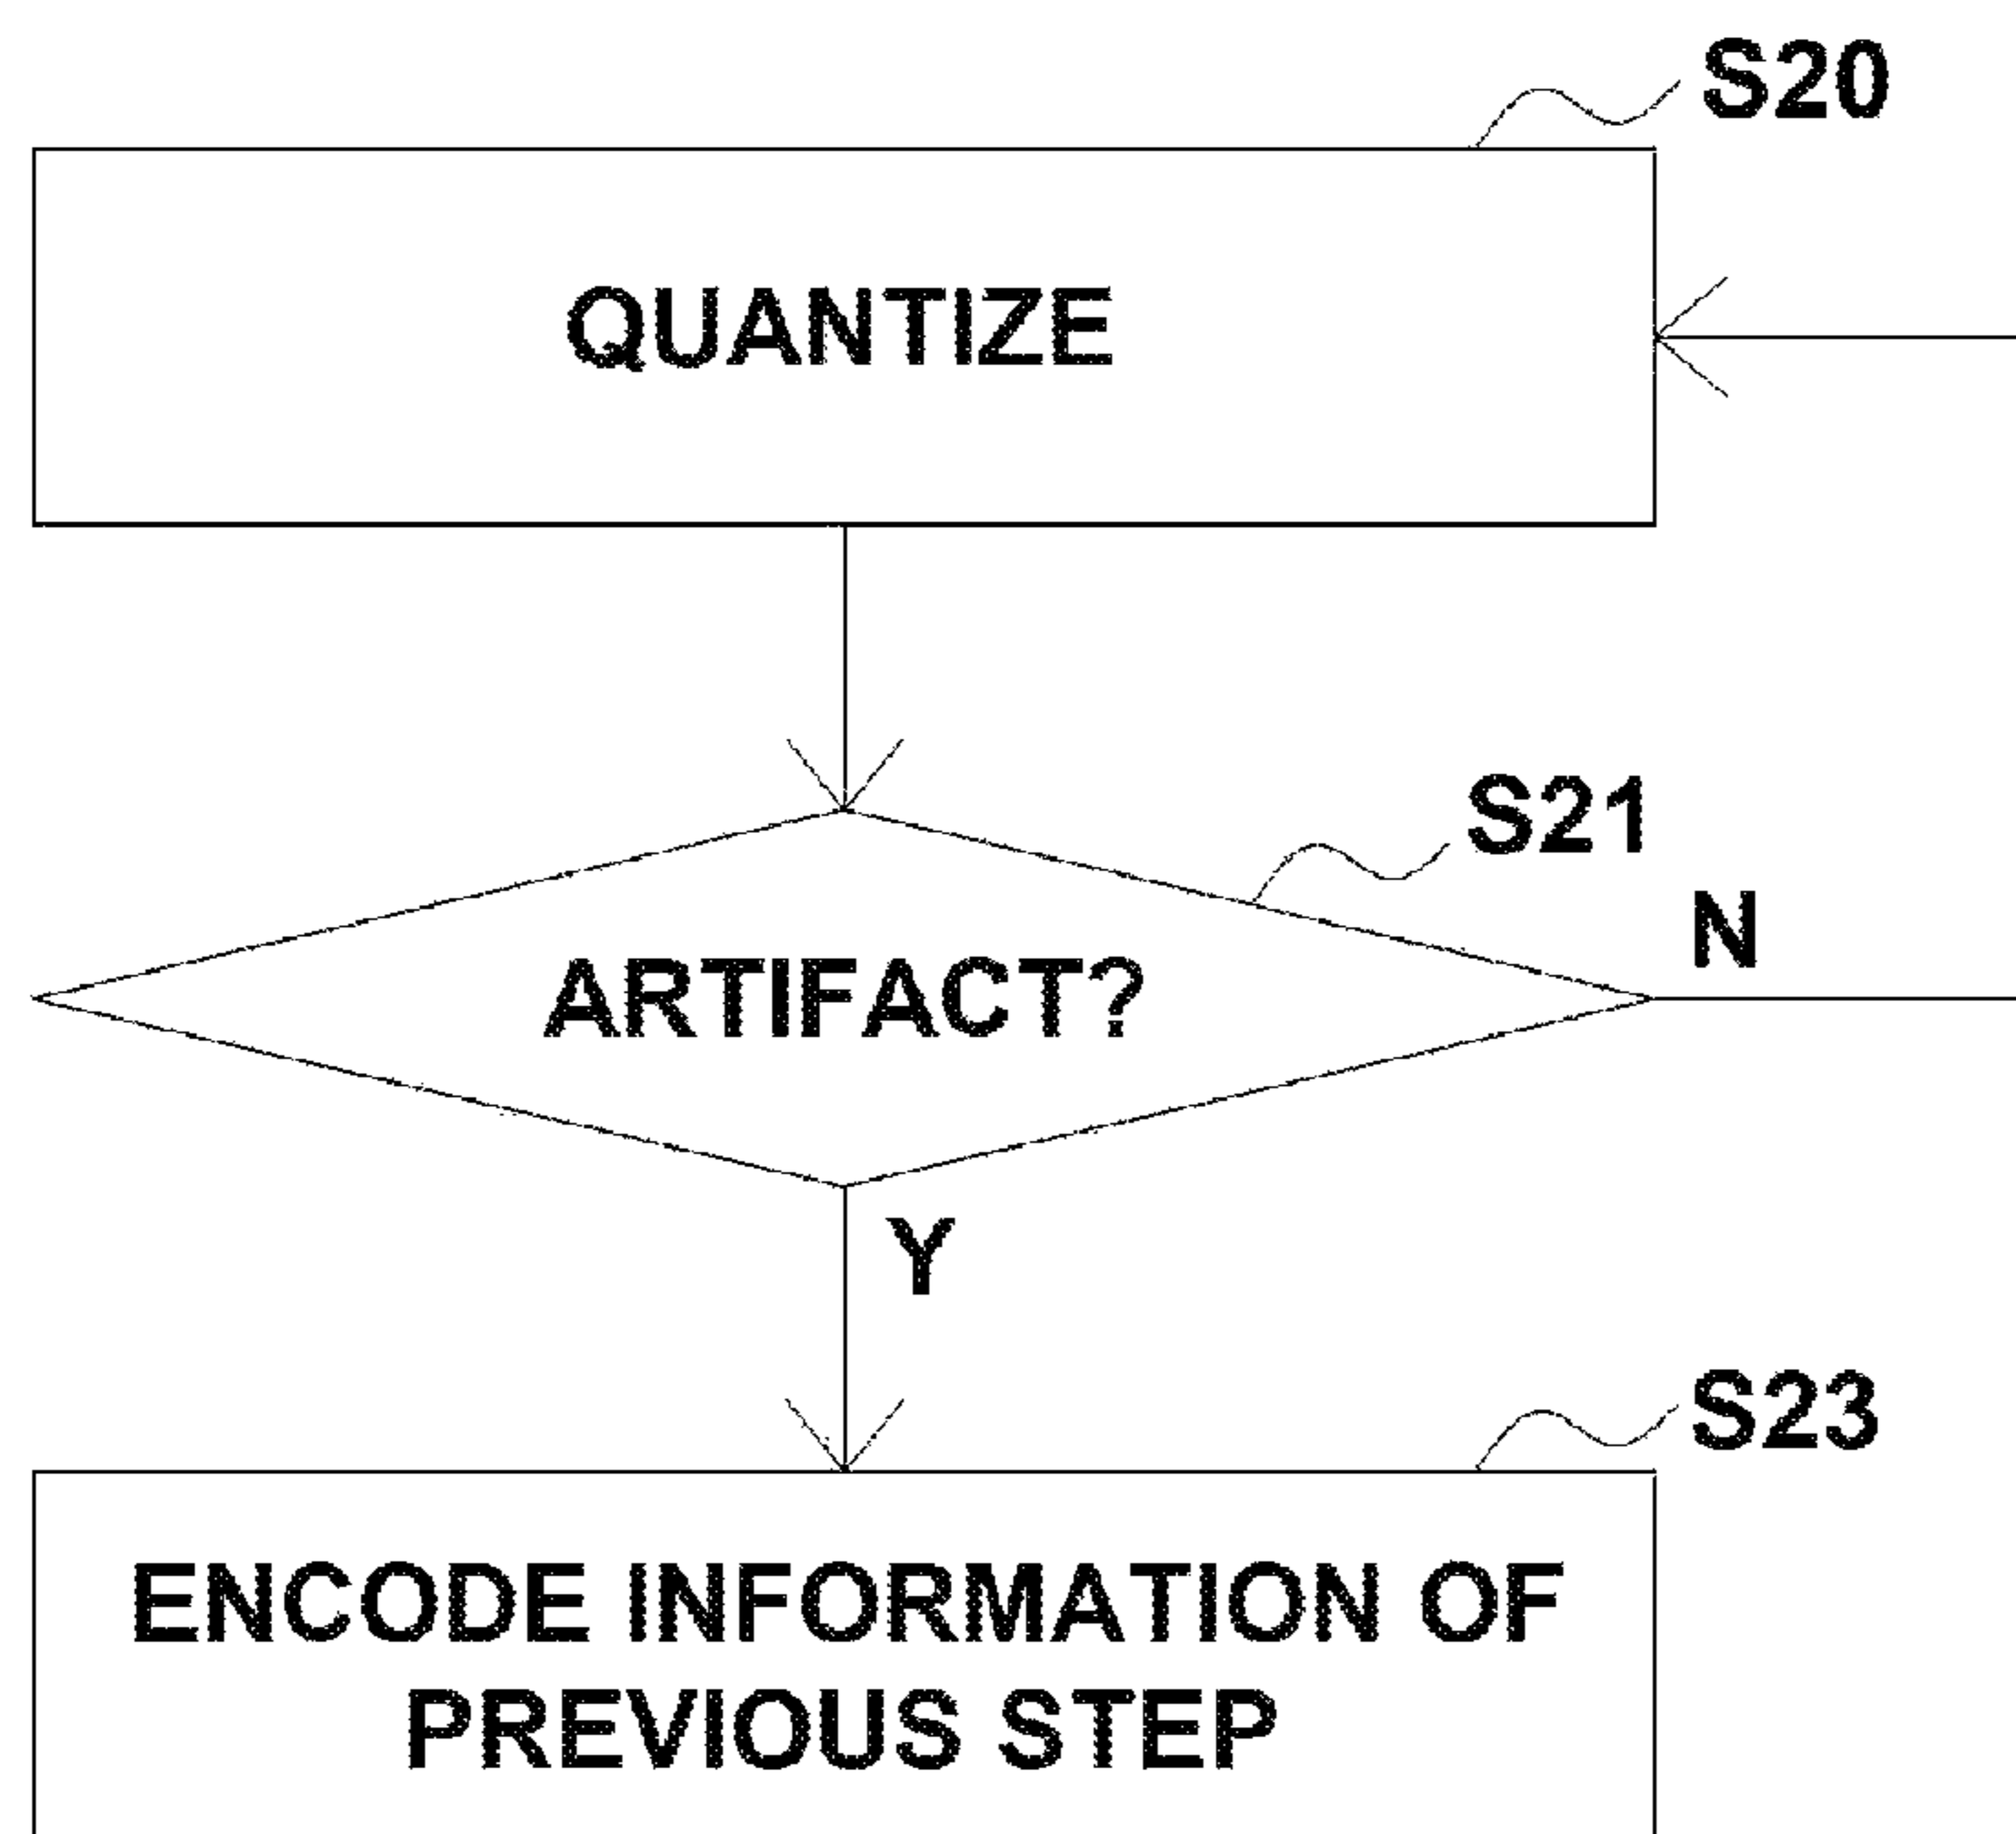 S20
QUANTIZE
S21
N
ARTIFACT?
Y
S23
ENCODE INFORMATION OF
PREVIOUS STEP